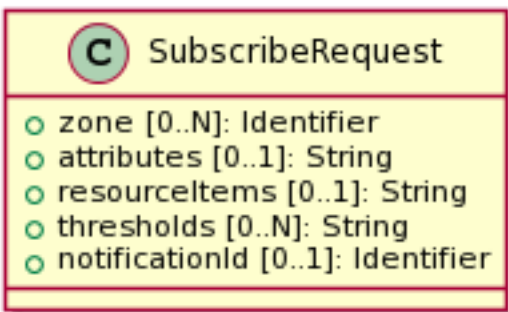 C SubscribeRequest
zone [0..N]: Identifier
attributes [0..1]: String
resourceItems [0..1]: String
thresholds [0..N]: String
notificationId [0..1]: Identifier